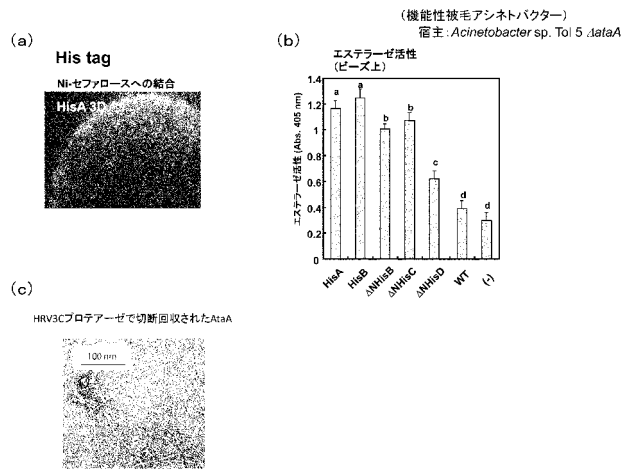 (機能性被毛アシネトバクター)
宿主：Acinetobacter sp. Tol 5 ΔataA
(a)
His tag
Ni-セファロースへの結合
HisA 3D
(b)
エステラーゼ活性
(ビーズ上)
エステラーゼ活性 (Abs. 405 nm)
1.4
1.2
1
0.8
0.6
0.4
0.2
0
a
a
b
b
c
d
d
HisA
HisB
ΔNHisB
ΔNHisC
ΔNHisD
WT
(-)
(c)
HRV3Cプロテアーゼで切断回収されたAtaA
100 nm